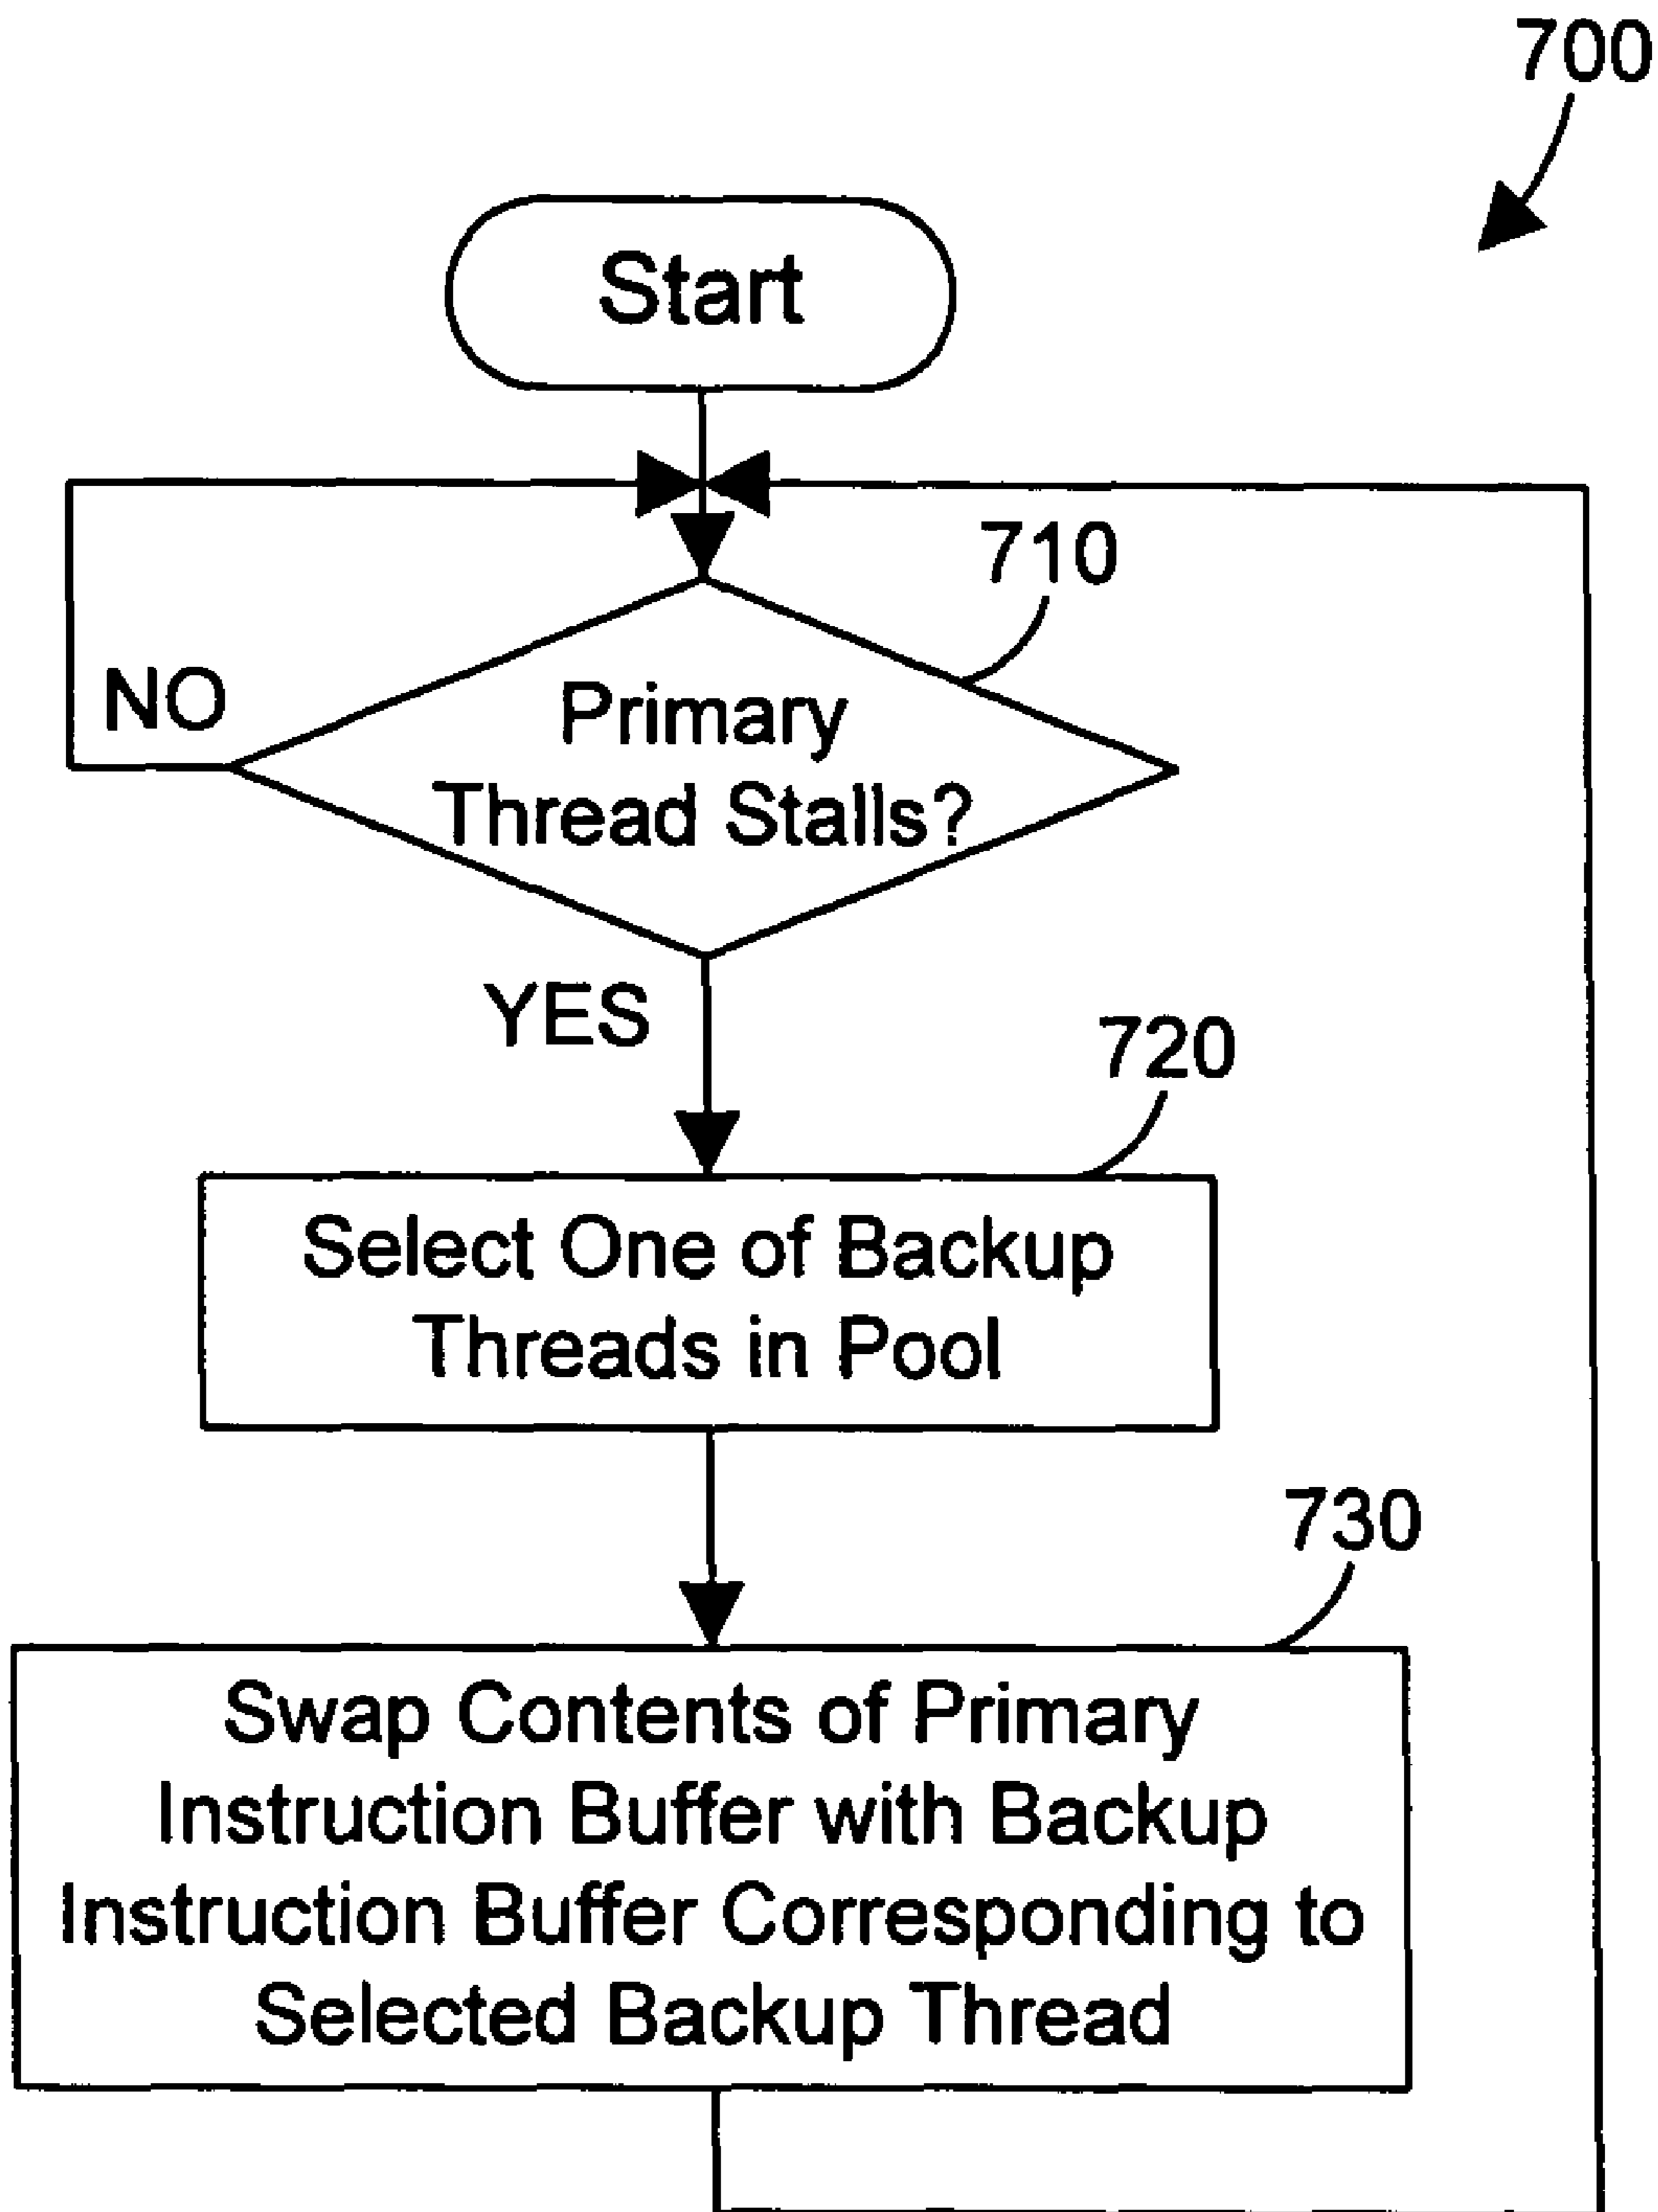 700
Start
710
NO
Primary
Thread Stalls?
YES
720
Select One of Backup
Threads in Pool
730
Swap Contents of Primary
Instruction Buffer with Backup
Instruction Buffer Corresponding to
Selected Backup Thread